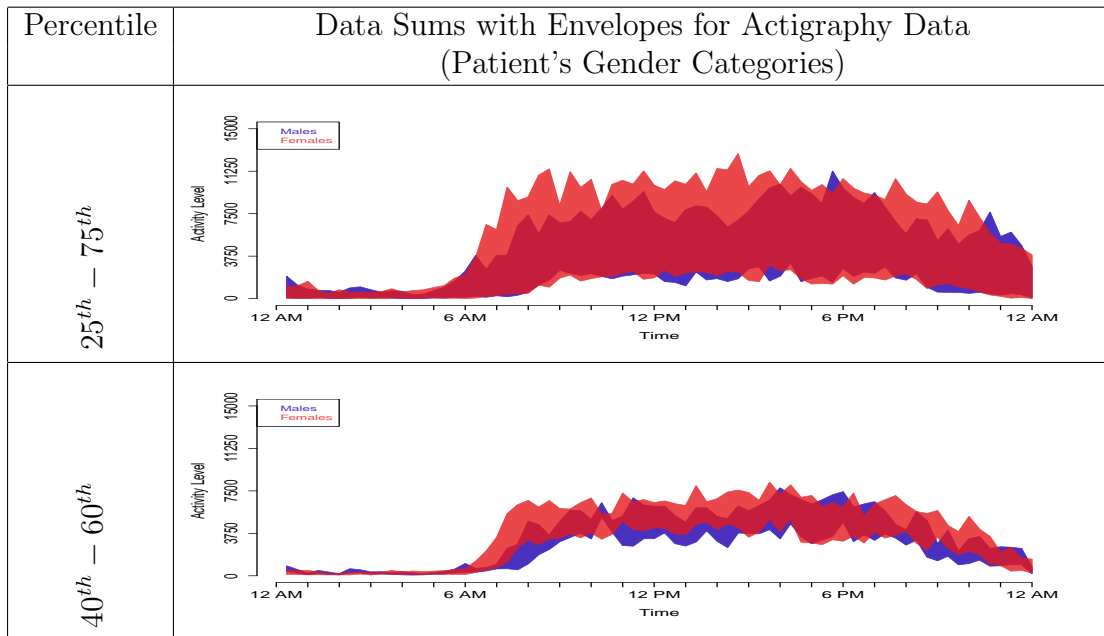 Percentile
Data Sums with Envelopes for Actigraphy Data
(Patient's Gender Categories)
25th − 75th
Activity Level
15000
11250
7500
3750
0
Males
Females
12 AM 6 AM 12 PM 6 PM 12 AM
Time
40th − 60th
Activity Level
15000
11250
7500
3750
0
Males
Females
12 AM 6 AM 12 PM 6 PM 12 AM
Time